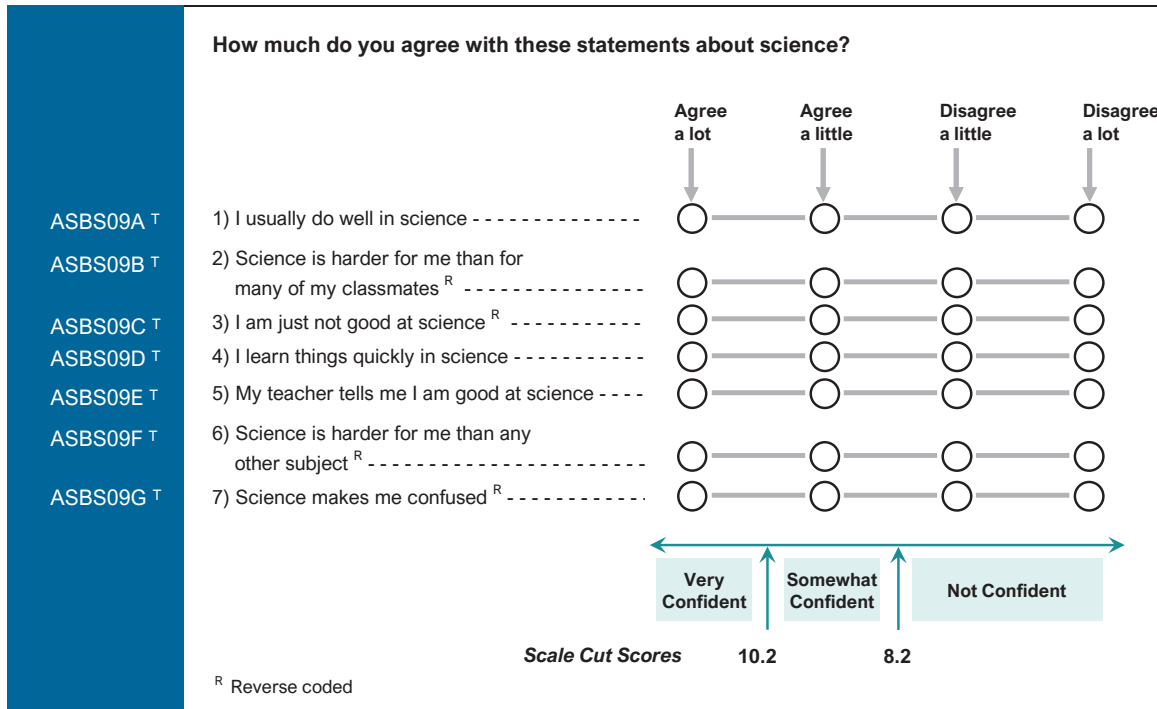 How much do you agree with these statements about science?
Agree a lot
Agree a little
Disagree a little
Disagree a lot
ASBS09A T 1) I usually do well in science - - - - - - - - - - - - - -
ASBS09B T 2) Science is harder for me than for
many of my classmates R - - - - - - - - - - - - - - -
ASBS09C T 3) I am just not good at science R - - - - - - - - - - -
ASBS09D T 4) I learn things quickly in science - - - - - - - - - - -
ASBS09E T 5) My teacher tells me I am good at science - - - -
ASBS09F T 6) Science is harder for me than any
other subject R - - - - - - - - - - - - - - - - - - - - - - -
ASBS09G T 7) Science makes me confused R - - - - - - - - - - - -
Very Confident
Somewhat Confident
Not Confident
Scale Cut Scores 10.2 8.2
R Reverse coded